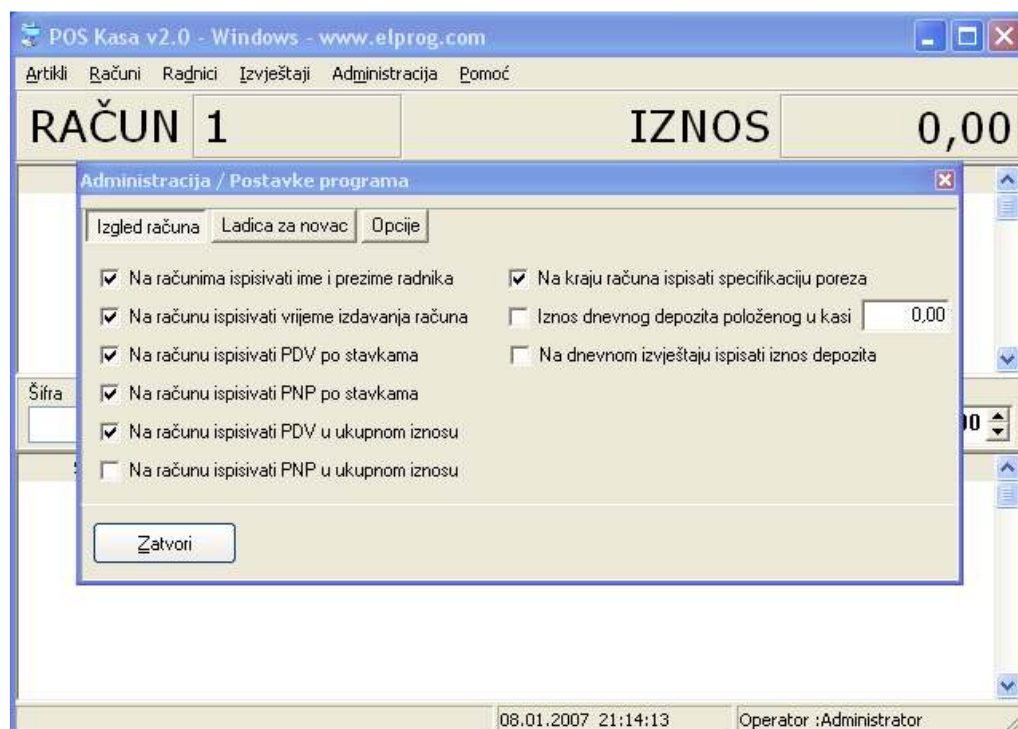 POS Kasa v2.0 - Windows - www.elprog.com
Artikli Računi Radnici Izvještaji Administracija Pomoć
RAČUN 1 IZNOS 0,00
Administracija / Postavke programa
Izgled računa Ladica za novac Opcije
Na računima ispisivati ime i prezime radnika
Na računu ispisivati vrijeme izdavanja računa
Na računu ispisivati PDV po stavkama
Na računu ispisivati PNP po stavkama
Na računu ispisivati PDV u ukupnom iznosu
Na računu ispisivati PNP u ukupnom iznosu
Na kraju računa ispisati specifikaciju poreza
Iznos dnevnog depozita položenog u kasi 0,00
Na dnevnom izvještaju ispisati iznos depozita
Šifra
Zatvori
08.01.2007 21:14:13 Operator :Administrator